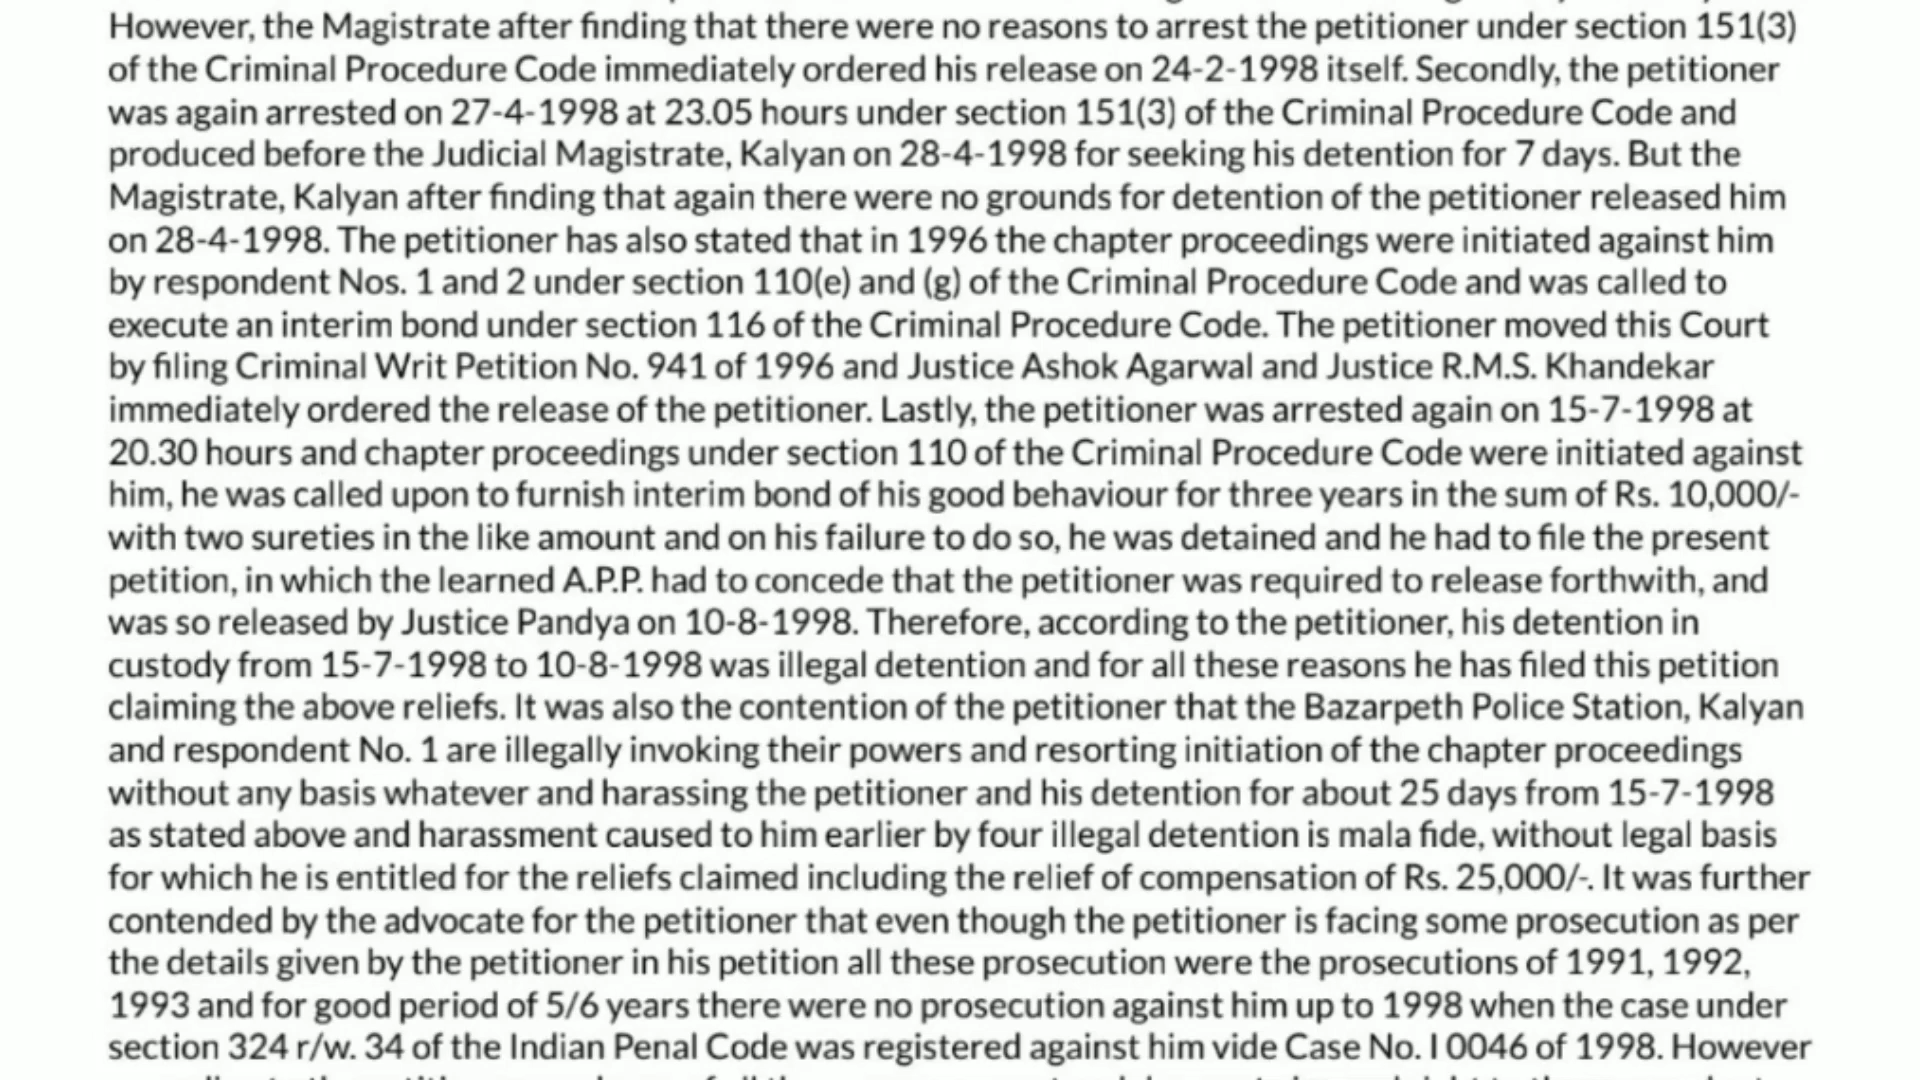 However, the Magistrate after finding that there were no reasons to arrest the petitioner under section 151(3)
of the Criminal Procedure Code immediately ordered his release on 24-2-1998 itself. Secondly, the petitioner
was again arrested on 27-4-1998 at 23.05 hours under section 151(3) of the Criminal Procedure Code and
produced before the Judicial Magistrate, Kalyan on 28-4-1998 for seeking his detention for 7 days. But the
Magistrate, Kalyan after finding that again there were no grounds for detention of the petitioner released him
on 28-4-1998. The petitioner has also stated that in 1996 the chapter proceedings were initiated against him
by respondent Nos. 1 and 2 under section 110(e) and (g) of the Criminal Procedure Code and was called to
execute an interim bond under section 116 of the Criminal Procedure Code. The petitioner moved this Court
by filing Criminal Writ Petition No. 941 of 1996 and Justice Ashok Agarwal and Justice R.M.S. Khandekar
immediately ordered the release of the petitioner. Lastly, the petitioner was arrested again on 15-7-1998 at
20.30 hours and chapter proceedings under section 110 of the Criminal Procedure Code were initiated against
him, he was called upon to furnish interim bond of his good behaviour for three years in the sum of Rs. 10,000/-
with two sureties in the like amount and on his failure to do so, he was detained and he had to file the present
petition, in which the learned A.P.P. had to concede that the petitioner was required to release forthwith, and
was so released by Justice Pandya on 10-8-1998. Therefore, according to the petitioner, his detention in
custody from 15-7-1998 to 10-8-1998 was illegal detention and for all these reasons he has filed this petition
claiming the above reliefs. It was also the contention of the petitioner that the Bazarpeth Police Station, Kalyan
and respondent No. 1 are illegally invoking their powers and resorting initiation of the chapter proceedings
without any basis whatever and harassing the petitioner and his detention for about 25 days from 15-7-1998
as stated above and harassment caused to him earlier by four illegal detention is mala fide, without legal basis
for which he is entitled for the reliefs claimed including the relief of compensation of Rs. 25,000/-. It was further
contended by the advocate for the petitioner that even though the petitioner is facing some prosecution as per
the details given by the petitioner in his petition all these prosecution were the prosecutions of 1991, 1992,
1993 and for good period of 5/6 years there were no prosecution against him up to 1998 when the case under
section 324 r/w. 34 of the Indian Penal Code was registered against him vide Case No. I 0046 of 1998. However